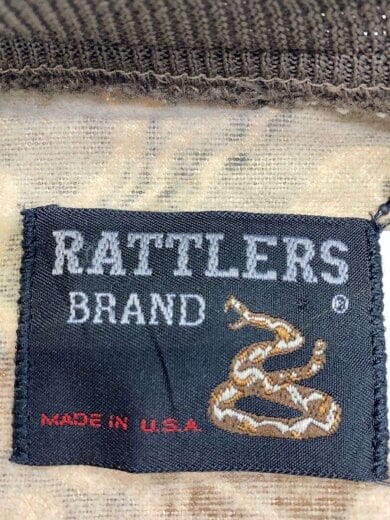 RATTLERS
BRAND ®
MADE IN U.S.A.